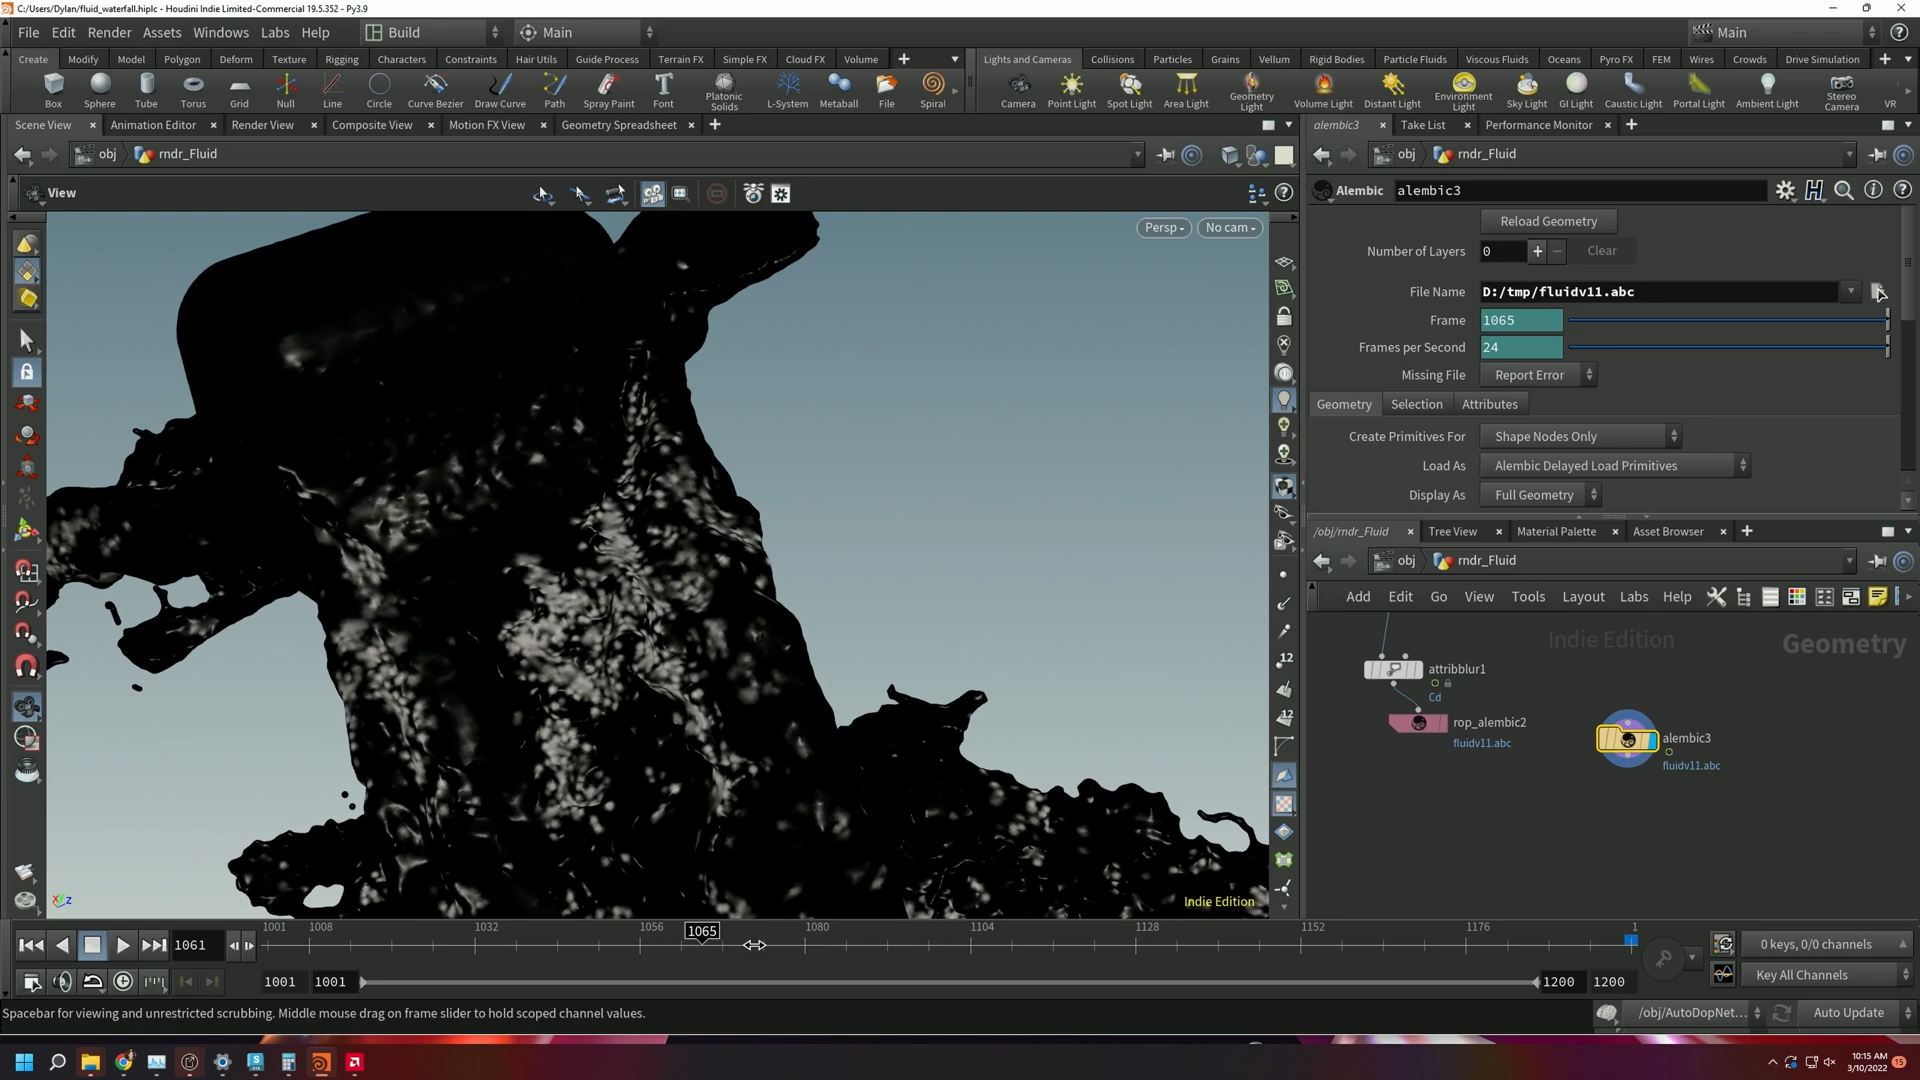 C:/Users/Dylan/fluid_waterfall.hiplc - Houdini Indie Limited-Commercial 19.5.352 - Py3.9
File Edit Render Assets Windows Labs Help Build Main Main
Create Modify Model Polygon Deform Texture Rigging Characters Constraints Hair Utils Guide Process Terrain FX Simple FX Cloud FX Volume
Lights and Cameras Collisions Particles Grains Vellum Rigid Bodies Particle Fluids Viscous Fluids Oceans Pyro FX FEM Wires Crowds Drive Simulation
Box Sphere Tube Torus Grid Null Line Circle Curve Bezier Draw Curve Path Spray Paint Font Platonic Solids L-System Metaball File Spiral
Camera Point Light Spot Light Area Light Geometry Light Volume Light Distant Light Environment Light Sky Light GI Light Caustic Light Portal Light Ambient Light Stereo Camera VR
Scene View Animation Editor Render View Composite View Motion FX View Geometry Spreadsheet
alembic3 Take List Performance Monitor
obj rndr_Fluid
obj rndr_Fluid
View
Persp No cam
Alembic alembic3
Reload Geometry
Number of Layers 0 Clear
File Name D:/tmp/fluidv11.abc
Frame 1065
Frames per Second 24
Missing File Report Error
Geometry Selection Attributes
Create Primitives For Shape Nodes Only
Load As Alembic Delayed Load Primitives
Display As Full Geometry
/obj/rndr_Fluid Tree View Material Palette Asset Browser
obj rndr_Fluid
Add Edit Go View Tools Layout Labs Help
Indie Edition Geometry
attribblur1
Cd
rop_alembic2
fluidv11.abc
alembic3
fluidv11.abc
12
12
Indie Edition
X Z
1061 1001 1008 1032 1056 1065 1080 1104 1128 1152 1176 1
0 keys, 0/0 channels
1001 1001 1200 1200
Key All Channels
Spacebar for viewing and unrestricted scrubbing. Middle mouse drag on frame slider to hold scoped channel values.
/obj/AutoDopNet... Auto Update
10:15 AM
3/10/2022
15